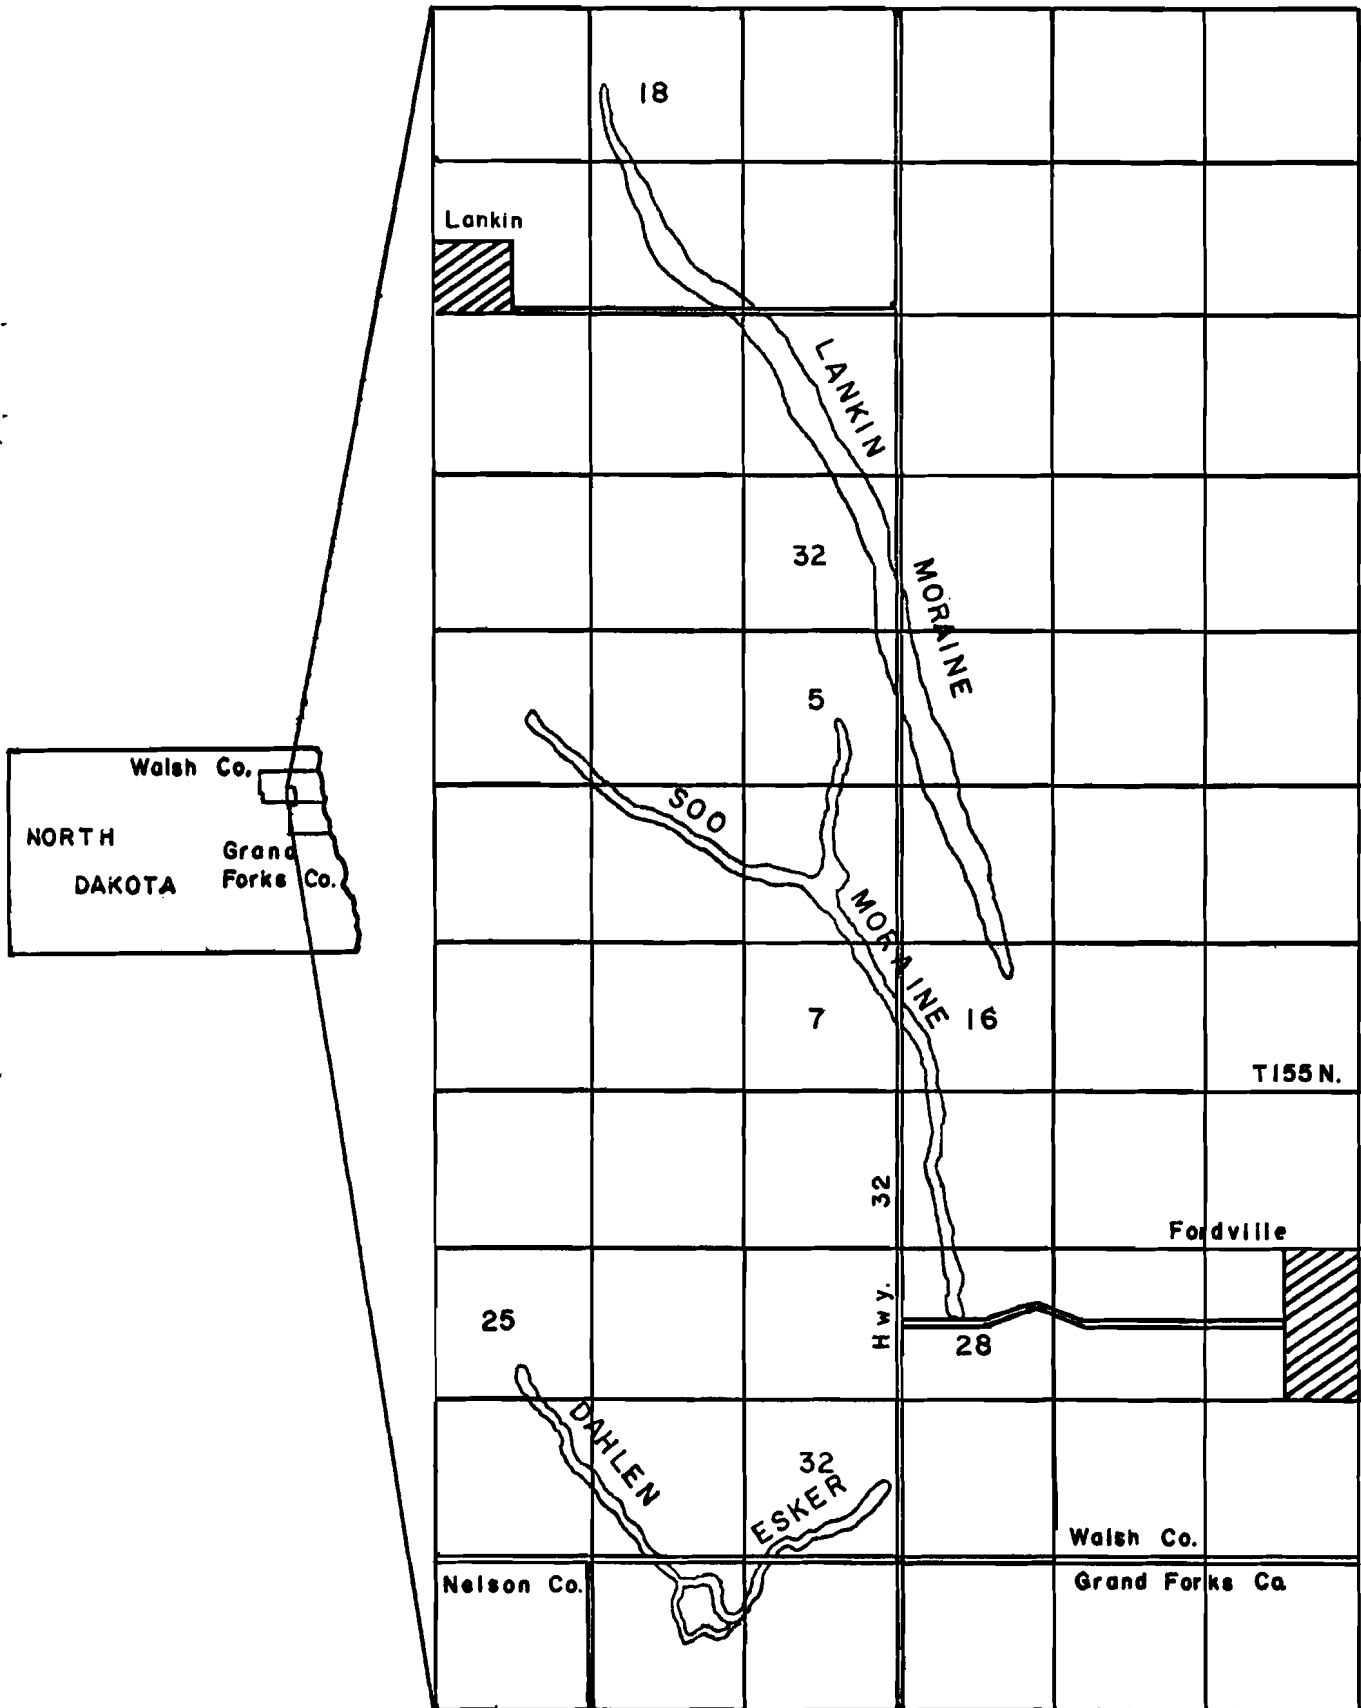 18
Lankin
LANKIN
MORAINE
32
5
SOO
MORAINE
Walsh Co.
NORTH
DAKOTA
Grand
Forks Co.
7
16
T155N.
Hwy. 32
Fordville
25
28
DAHLEN
ESKER
32
Walsh Co.
Nelson Co.
Grand Forks Co.